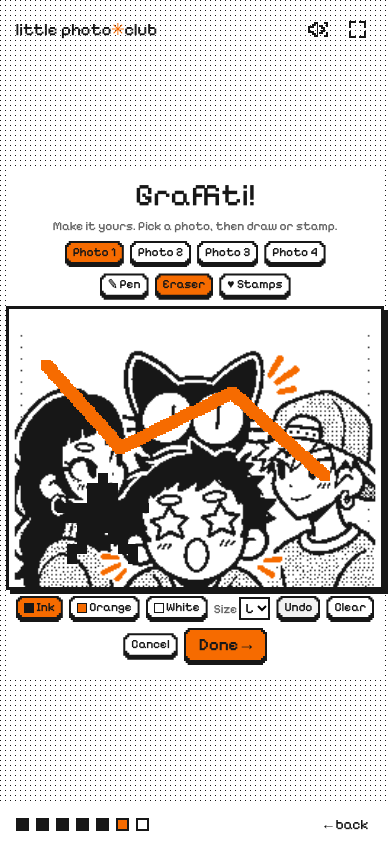 little photo✳club
Graffiti!
Make it yours. Pick a photo, then draw or stamp.
Photo 1 Photo 2 Photo 3 Photo 4
✎ Pen Eraser ♥ Stamps
Ink Orange White Size L Undo Clear
Cancel Done →
←back